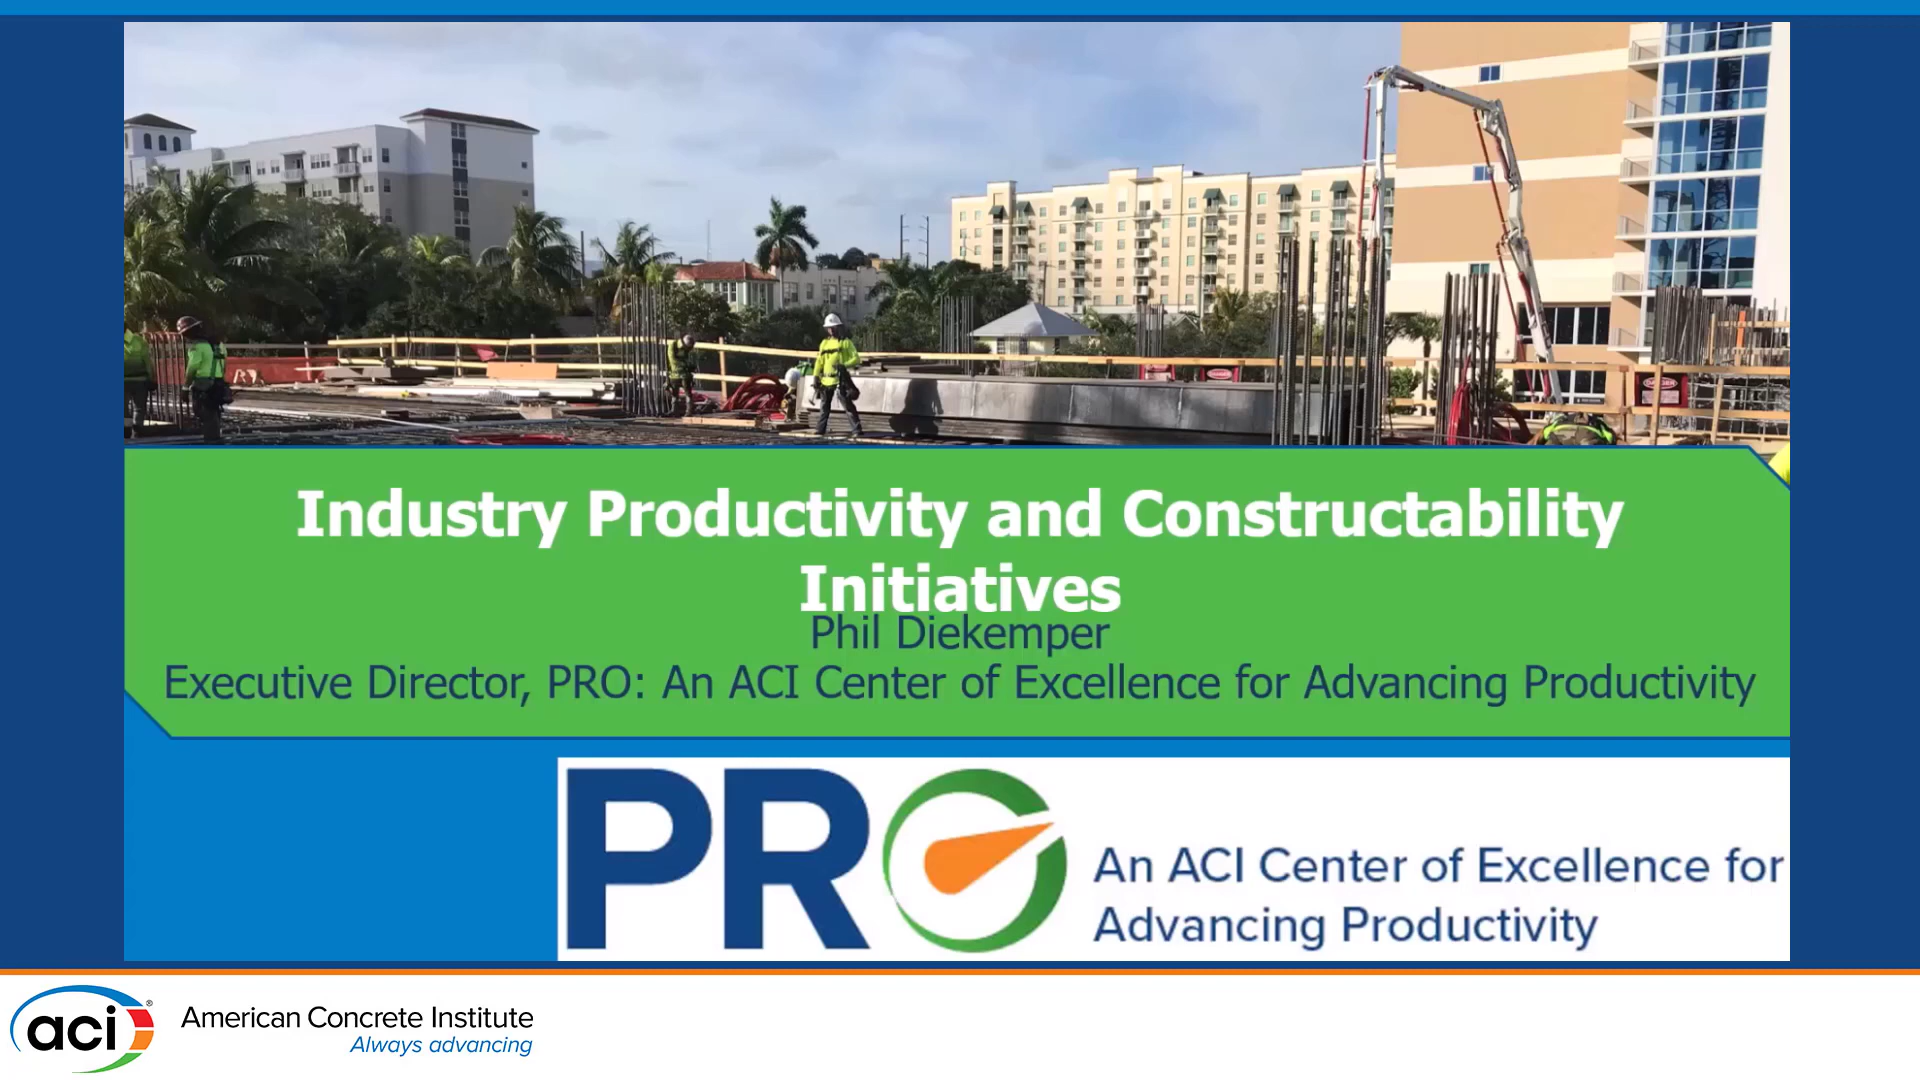 Industry Productivity and Constructability
Initiatives
Phil Diekemper
Executive Director, PRO: An ACI Center of Excellence for Advancing Productivity
PRO
An ACI Center of Excellence for
Advancing Productivity
aci®
American Concrete Institute
Always advancing